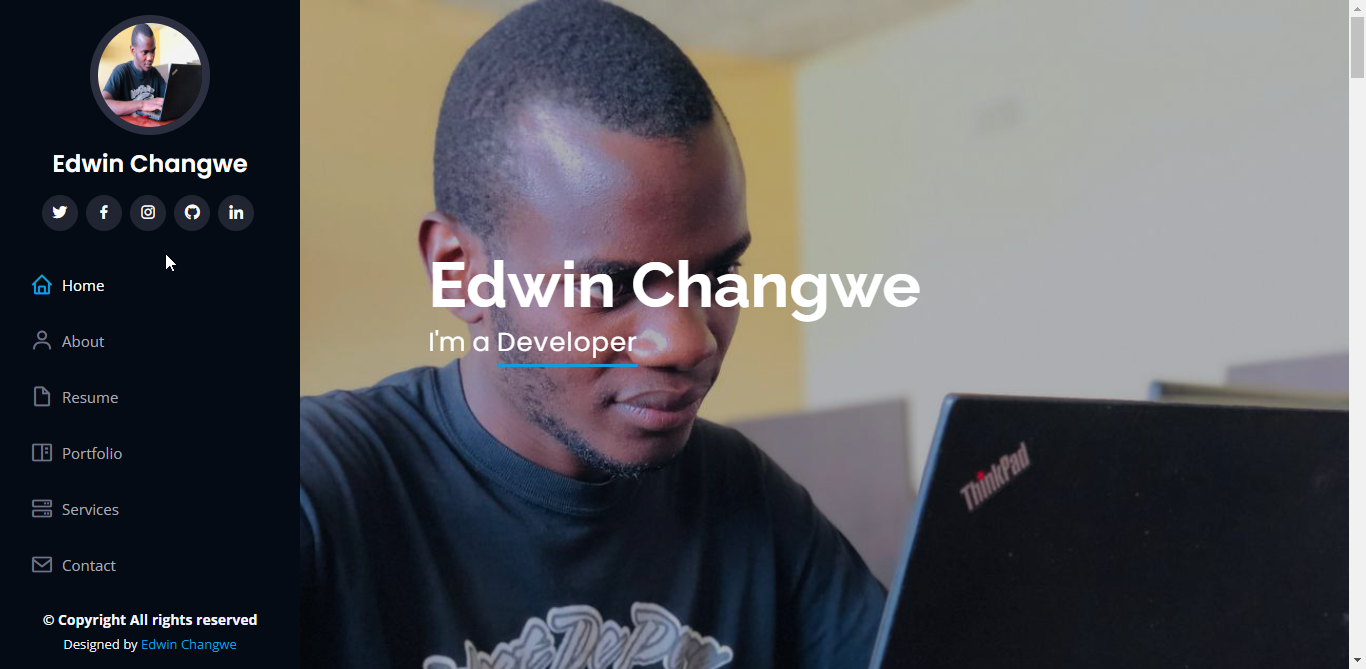 Edwin Changwe
Home
About
Resume
Portfolio
Services
Contact
© Copyright All rights reserved
Designed by Edwin Changwe
Edwin Changwe
I'm a Developer
ThinkPad